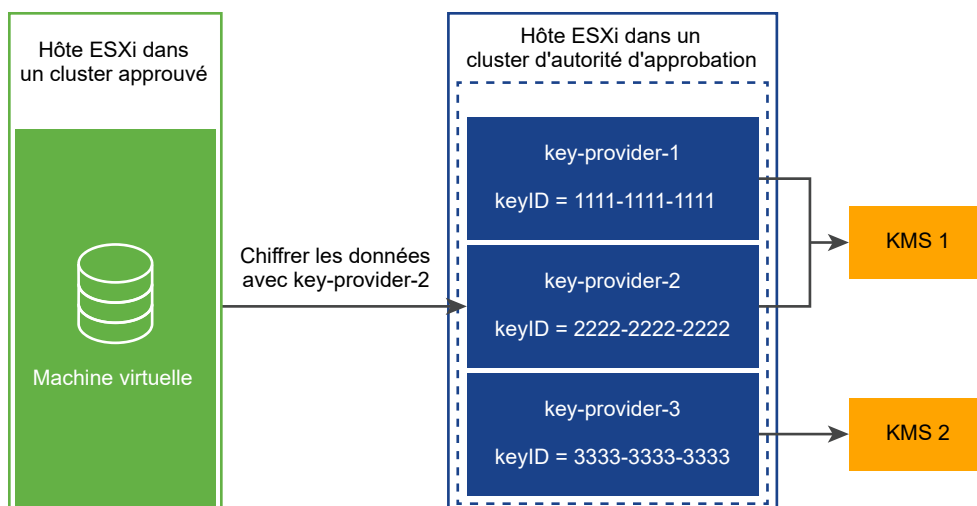 Hôte ESXi dans
un cluster approuvé
Machine virtuelle
Chiffrer les données
avec key-provider-2
Hôte ESXi dans un
cluster d'autorité d'approbation
key-provider-1
keyID = 1111-1111-1111
key-provider-2
keyID = 2222-2222-2222
key-provider-3
keyID = 3333-3333-3333
KMS 1
KMS 2